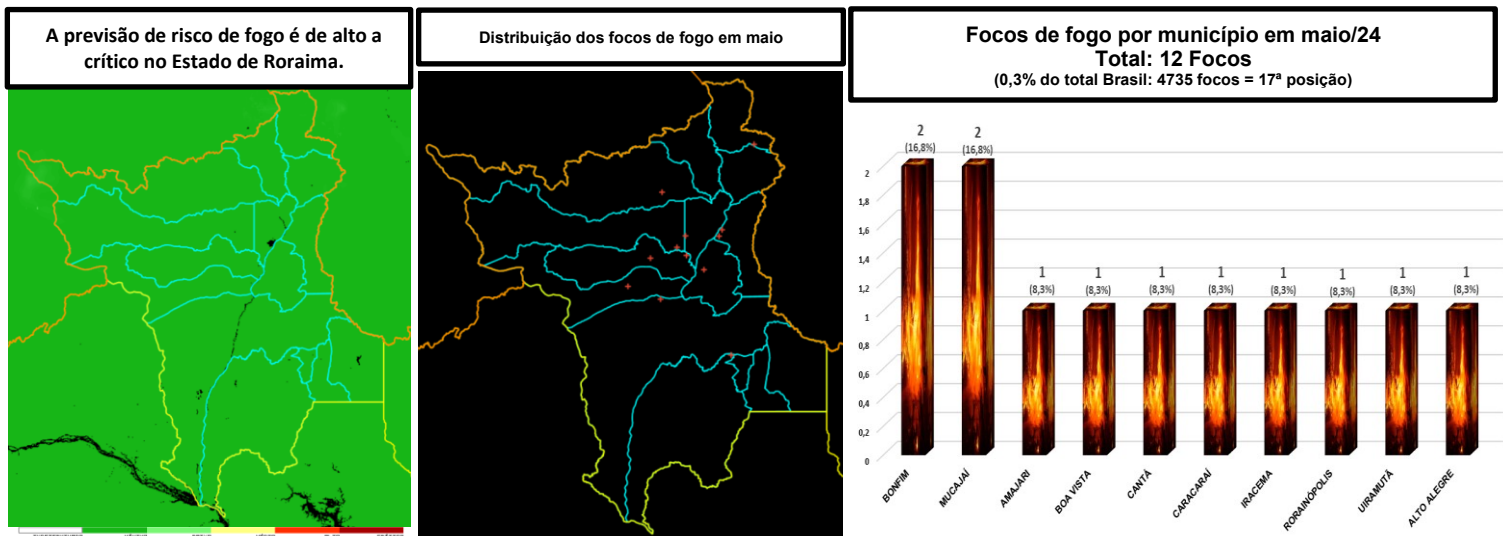 A previsão de risco de fogo é de alto a
crítico no Estado de Roraima.
Distribuição dos focos de fogo em maio
Focos de fogo por município em maio/24
Total: 12 Focos
(0,3% do total Brasil: 4735 focos = 17ª posição)
2
(16,8%)
2
(16,8%)
1
(8,3%)
1
(8,3%)
1
(8,3%)
1
(8,3%)
1
(8,3%)
1
(8,3%)
1
(8,3%)
1
(8,3%)
2
1,8
1,6
1,4
1,2
1
0,8
0,6
0,4
0,2
0
BONFIM
MUCAJAÍ
AMAJARI
BOA VISTA
CANTÁ
CARACARAÍ
IRACEMA
RORAINÓPOLIS
UIRAMUTÃ
ALTO ALEGRE